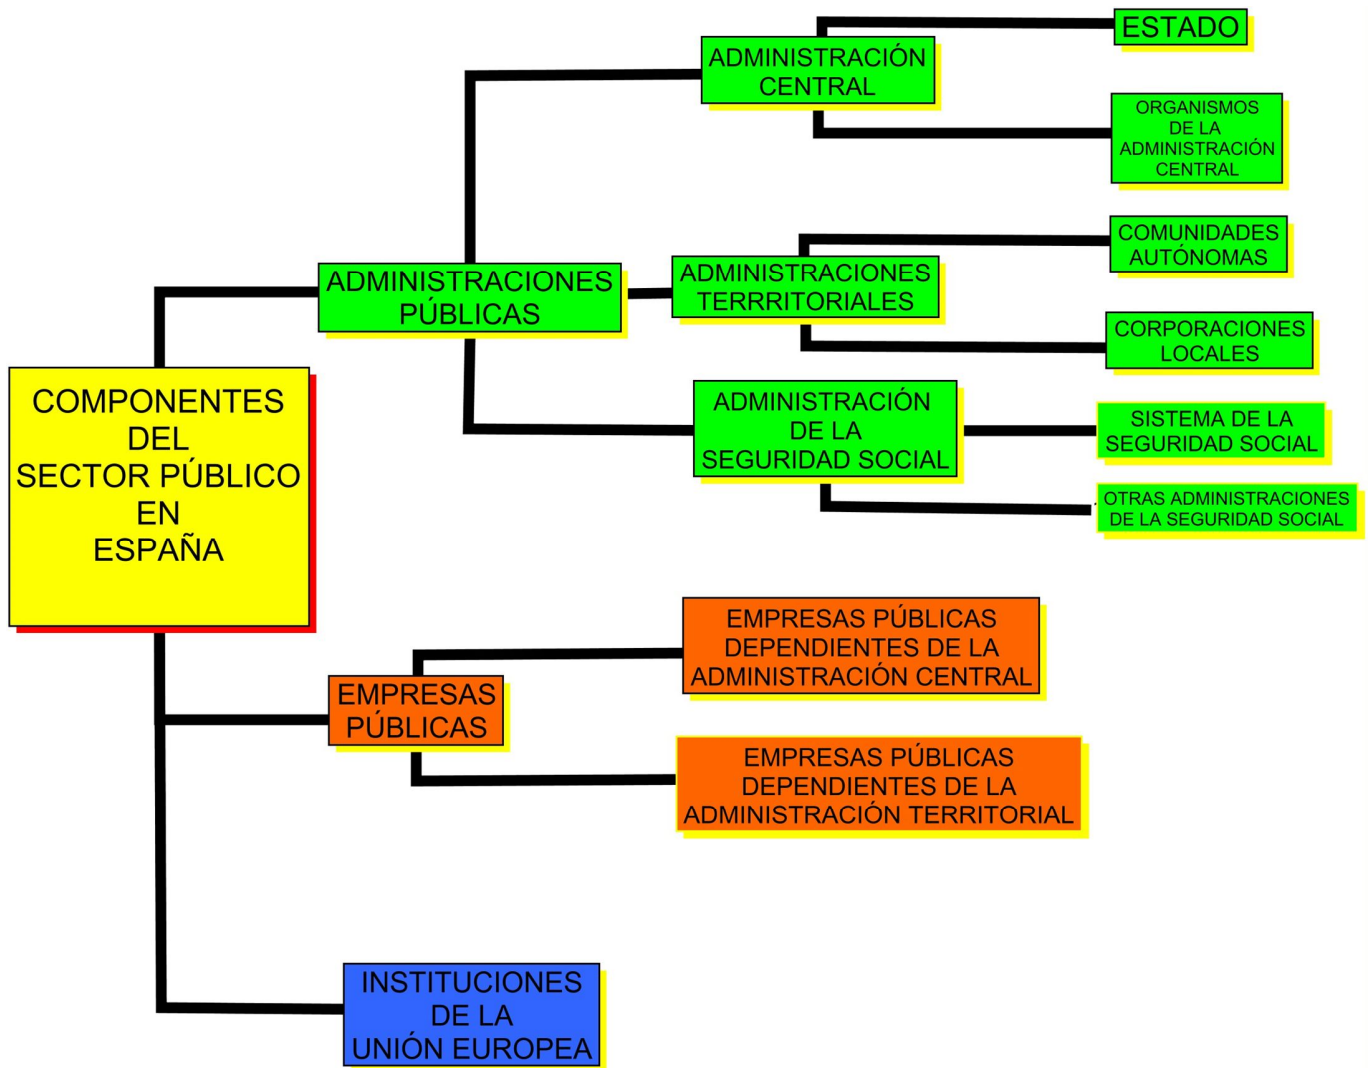 COMPONENTES
DEL
SECTOR PÚBLICO
EN
ESPAÑA
ADMINISTRACIONES
PÚBLICAS
ADMINISTRACIÓN
CENTRAL
ESTADO
ORGANISMOS
DE LA
ADMINISTRACIÓN
CENTRAL
ADMINISTRACIONES
TERRRITORIALES
COMUNIDADES
AUTÓNOMAS
CORPORACIONES
LOCALES
ADMINISTRACIÓN
DE LA
SEGURIDAD SOCIAL
SISTEMA DE LA
SEGURIDAD SOCIAL
OTRAS ADMINISTRACIONES
DE LA SEGURIDAD SOCIAL
EMPRESAS
PÚBLICAS
EMPRESAS PÚBLICAS
DEPENDIENTES DE LA
ADMINISTRACIÓN CENTRAL
EMPRESAS PÚBLICAS
DEPENDIENTES DE LA
ADMINISTRACIÓN TERRITORIAL
INSTITUCIONES
DE LA
UNIÓN EUROPEA